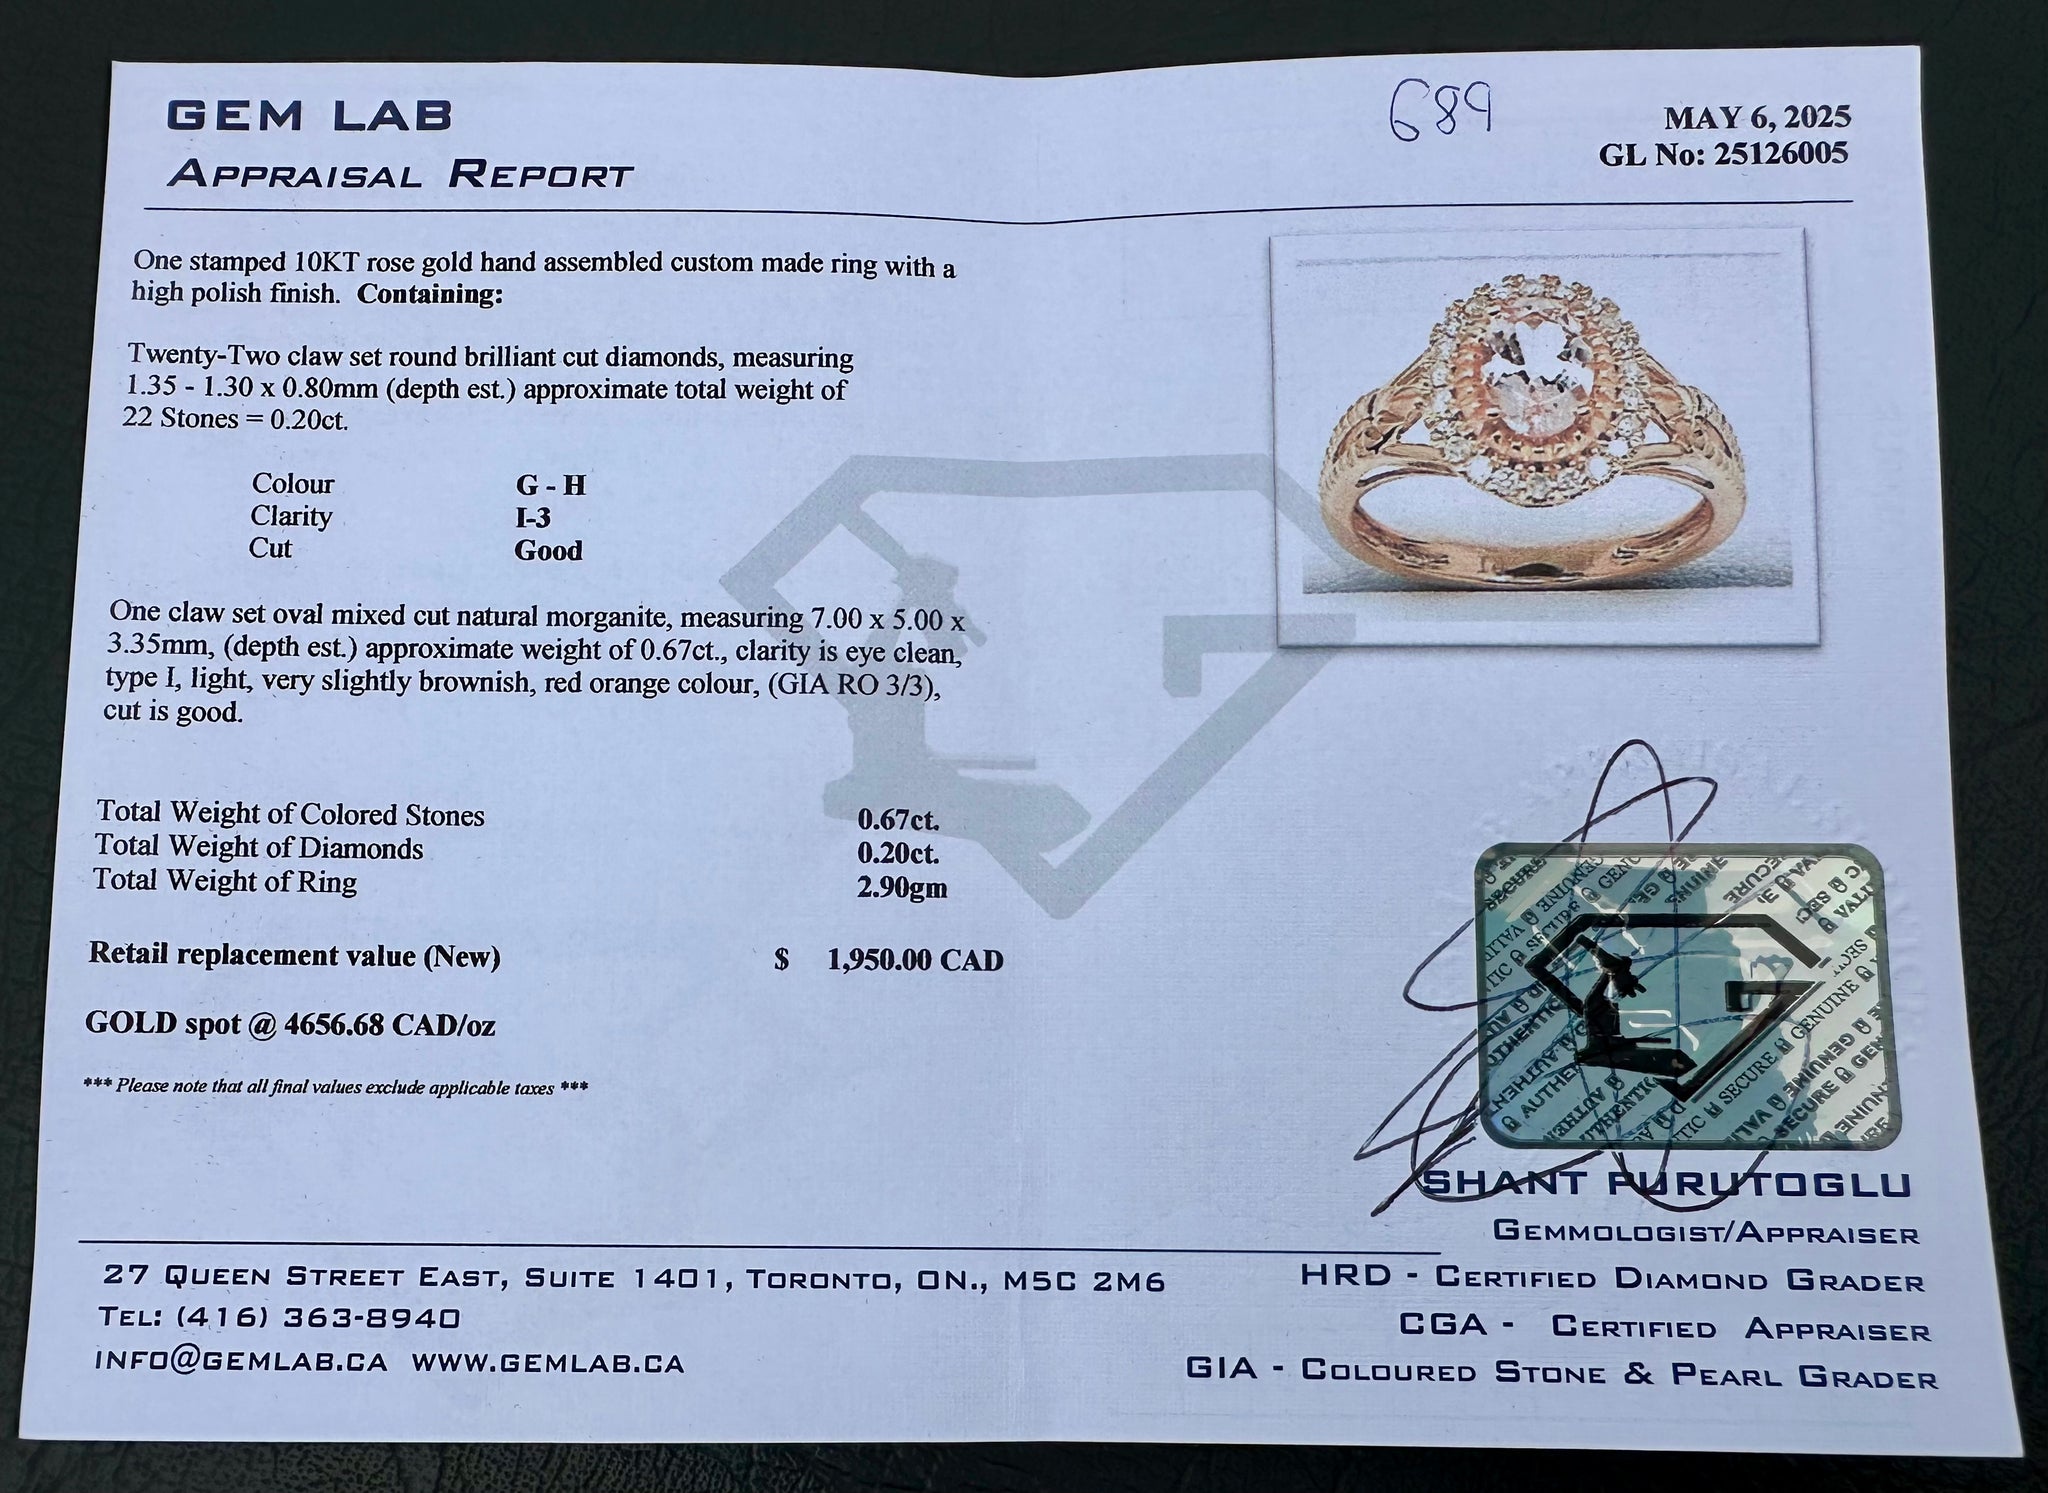 GEM LAB
APPRAISAL REPORT
689
MAY 6, 2025
GL No: 25126005
One stamped 10KT rose gold hand assembled custom made ring with a
high polish finish. Containing:
Twenty-Two claw set round brilliant cut diamonds, measuring
1.35 - 1.30 x 0.80mm (depth est.) approximate total weight of
22 Stones = 0.20ct.
Colour G - H
Clarity I-3
Cut Good
One claw set oval mixed cut natural morganite, measuring 7.00 x 5.00 x
3.35mm, (depth est.) approximate weight of 0.67ct., clarity is eye clean,
type I, light, very slightly brownish, red orange colour, (GIA RO 3/3),
cut is good.
Total Weight of Colored Stones 0.67ct.
Total Weight of Diamonds 0.20ct.
Total Weight of Ring 2.90gm
Retail replacement value (New) $ 1,950.00 CAD
GOLD spot @ 4656.68 CAD/oz
*** Please note that all final values exclude applicable taxes ***
SHANT PURUTOGLU
GEMMOLOGIST/APPRAISER
HRD - CERTIFIED DIAMOND GRADER
CGA - CERTIFIED APPRAISER
GIA - COLOURED STONE & PEARL GRADER
27 QUEEN STREET EAST, SUITE 1401, TORONTO, ON., M5C 2M6
TEL: (416) 363-8940
INFO@GEMLAB.CA WWW.GEMLAB.CA